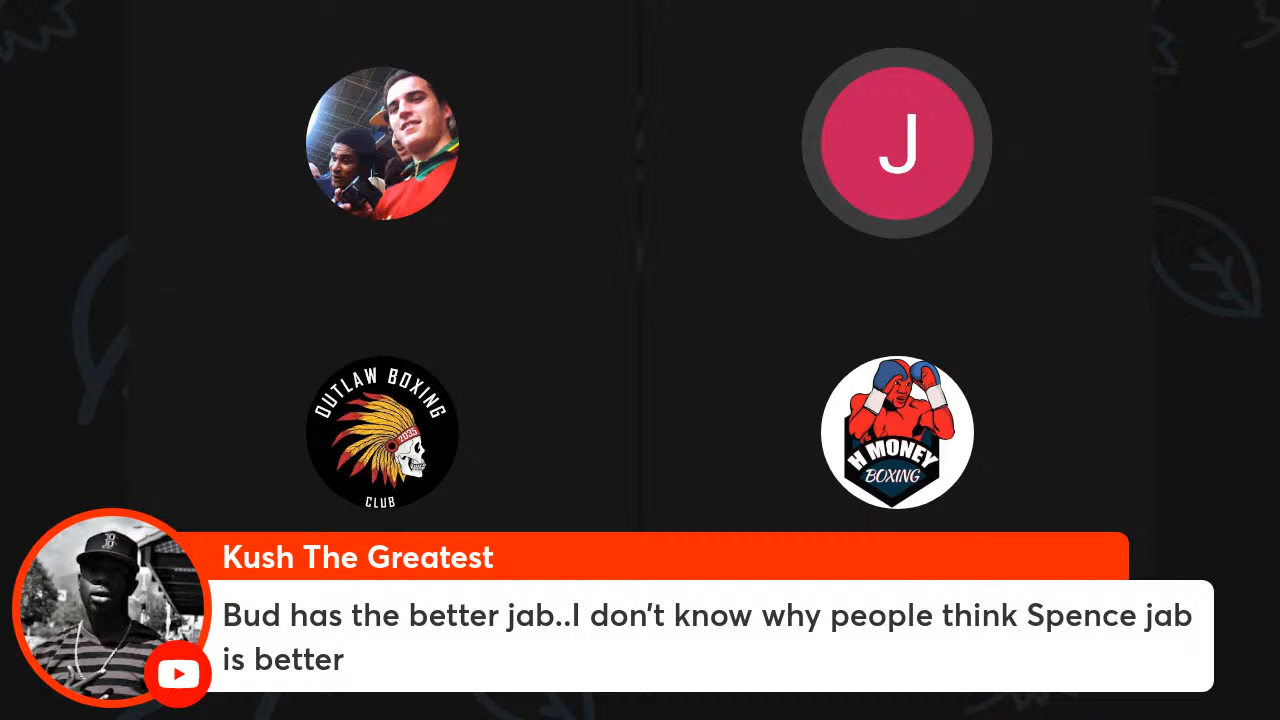 J
OUTLAW BOXING
2035
CLUB
H MONEY
BOXING
Kush The Greatest
Bud has the better jab..I don't know why people think Spence jab
is better